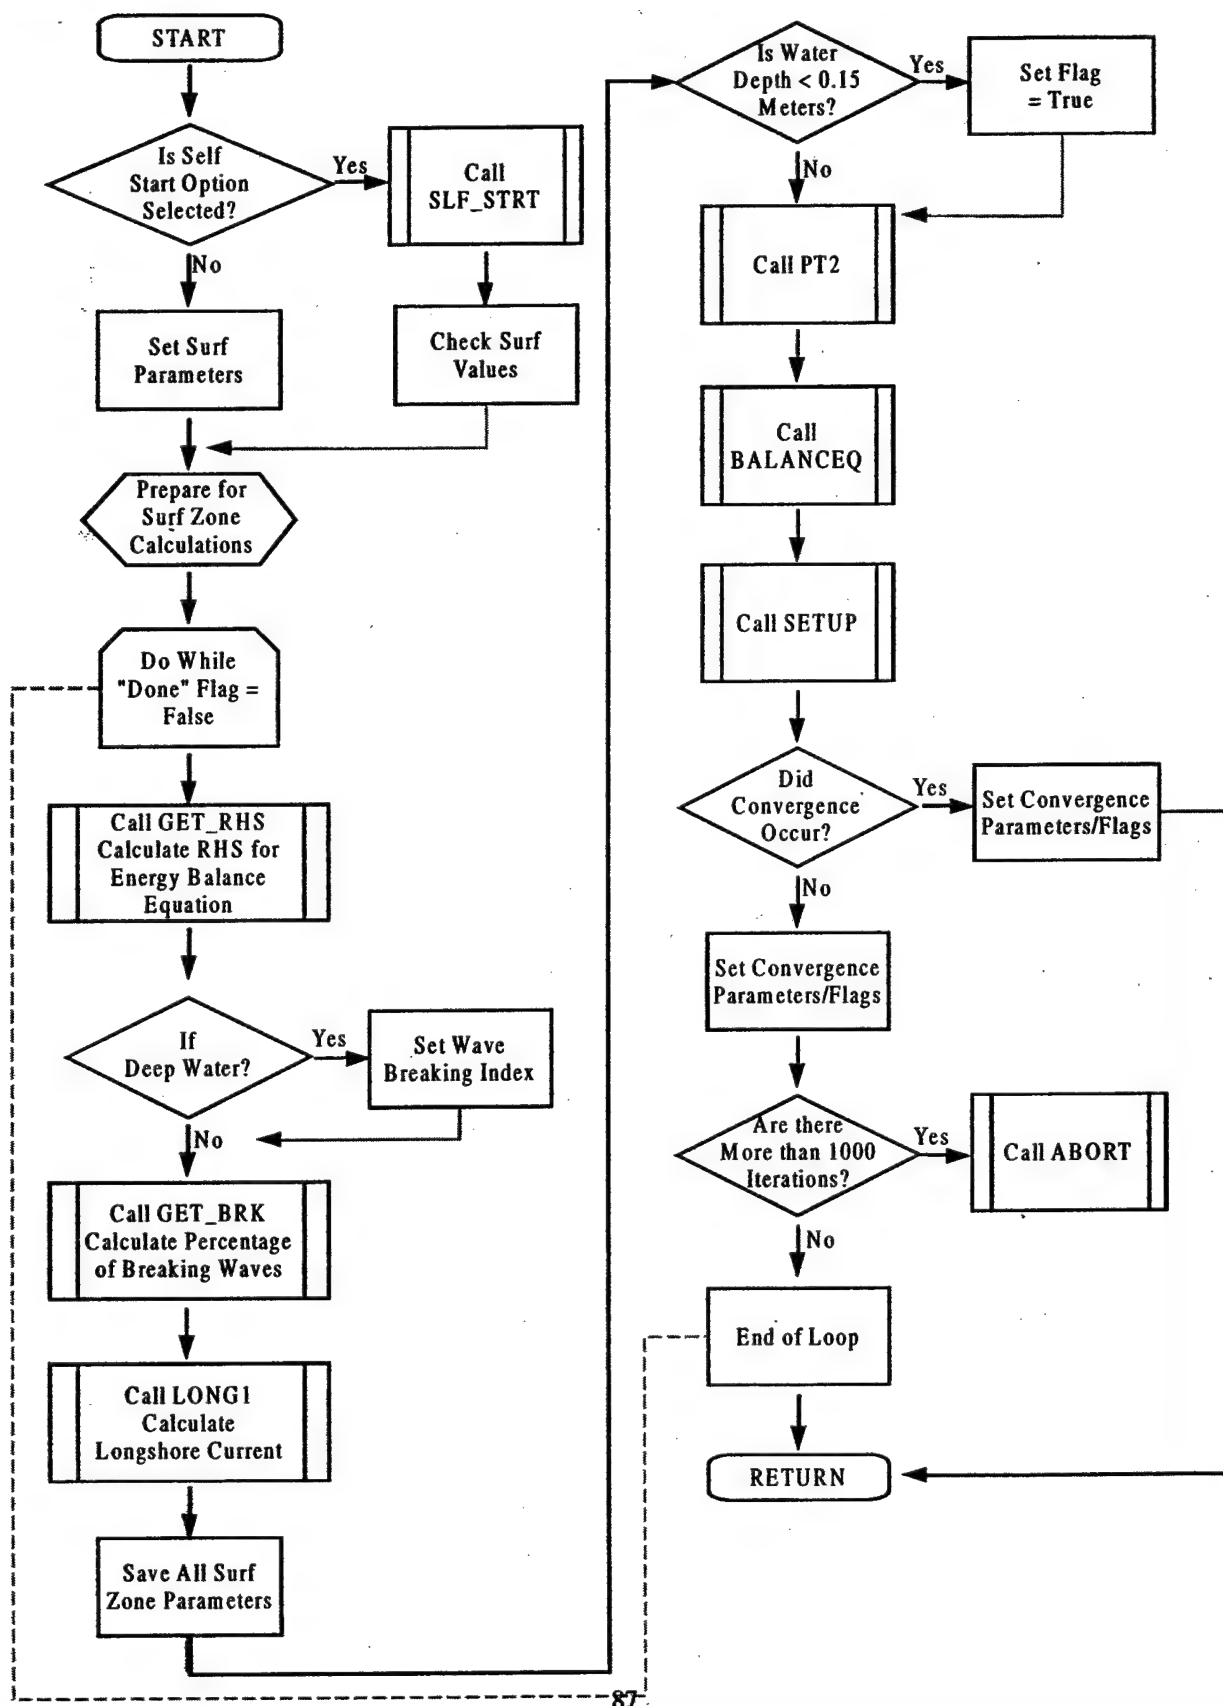 START
Is Self
Start Option
Selected?
Yes
Call
SLF_STRT
No
Set Surf
Parameters
Check Surf
Values
Prepare for
Surf Zone
Calculations
Do While
"Done" Flag =
False
Call GET_RHS
Calculate RHS for
Energy Balance
Equation
If
Deep Water?
Yes
Set Wave
Breaking Index
No
Call GET_BRK
Calculate Percentage
of Breaking Waves
Call LONG1
Calculate
Longshore Current
Save All Surf
Zone Parameters
Is Water
Depth < 0.15
Meters?
Yes
Set Flag
= True
No
Call PT2
Call
BALANCEQ
Call SETUP
Did
Convergence
Occur?
Yes
Set Convergence
Parameters/Flags
No
Set Convergence
Parameters/Flags
Are there
More than 1000
Iterations?
Yes
Call ABORT
No
End of Loop
RETURN
87